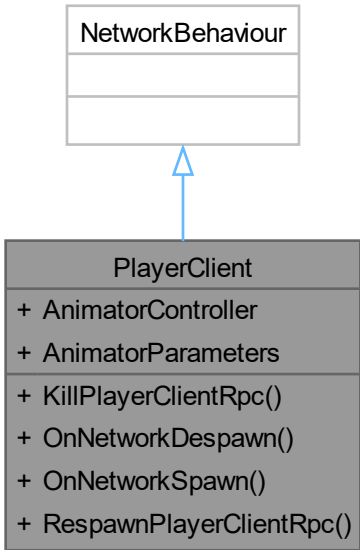 NetworkBehaviour
PlayerClient
+ AnimatorController
+ AnimatorParameters
+ KillPlayerClientRpc()
+ OnNetworkDespawn()
+ OnNetworkSpawn()
+ RespawnPlayerClientRpc()